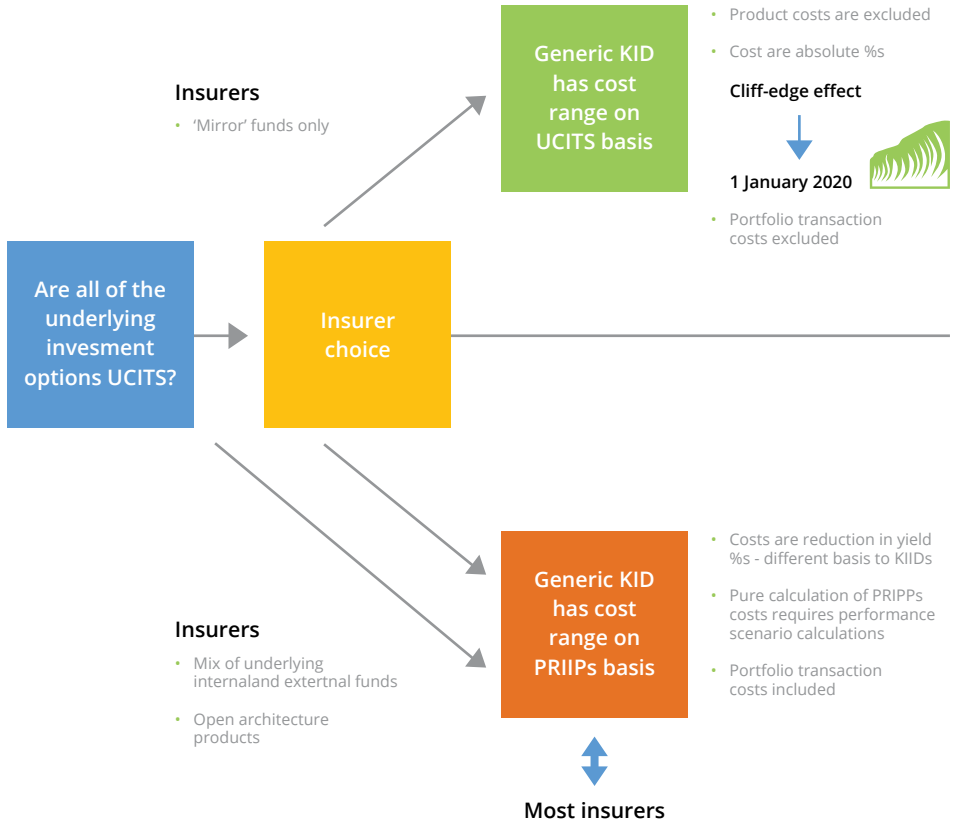 Insurers
• ‘Mirror’ funds only
Generic KID
has cost
range on
UCITS basis
• Product costs are excluded
• Cost are absolute %s
Cliff-edge effect
1 January 2020
• Portfolio transaction
costs excluded
Are all of the
underlying
invesment
options UCITS?
Insurer
choice
Insurers
• Mix of underlying
internaland extertnal funds
• Open architecture
products
Generic KID
has cost
range on
PRIIPs basis
• Costs are reduction in yield
%s - different basis to KIIDs
• Pure calculation of PRIPPs
costs requires performance
scenario calculations
• Portfolio transaction
costs included
Most insurers